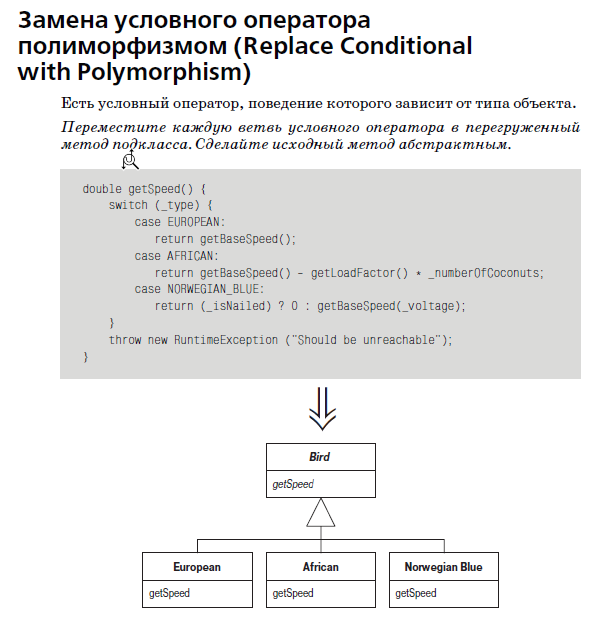 Замена условного оператора
полиморфизмом (Replace Conditional
with Polymorphism)
Есть условный оператор, поведение которого зависит от типа объекта.
Переместите каждую ветвь условного оператора в перегруженный
метод подкласса. Сделайте исходный метод абстрактным.
double getSpeed() {
switch (_type) {
case EUROPEAN:
return getBaseSpeed();
case AFRICAN:
return getBaseSpeed() - getLoadFactor() * _numberOfCoconuts;
case NORWEGIAN_BLUE:
return (_isNailed) ? 0 : getBaseSpeed(_voltage);
}
throw new RuntimeException ("Should be unreachable");
}
Bird
getSpeed
European African Norwegian Blue
getSpeed getSpeed getSpeed